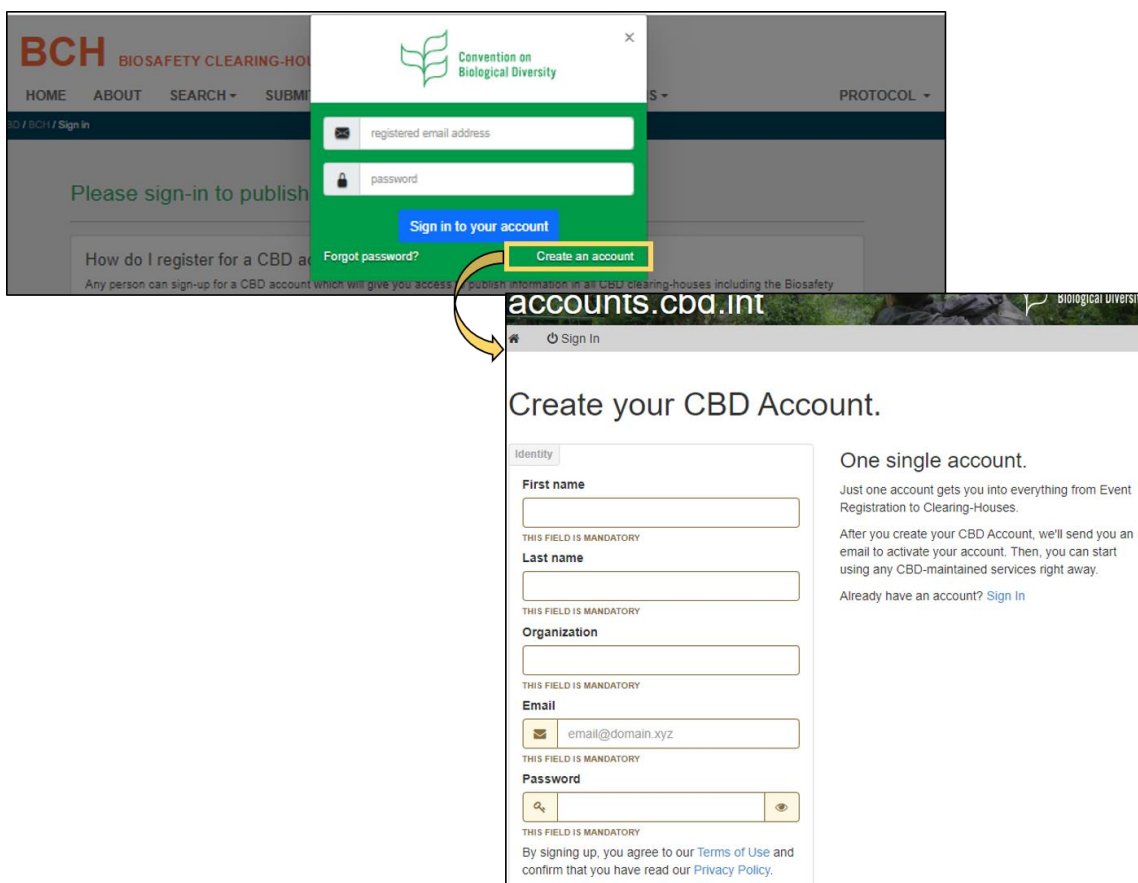 BCH BIOSAFETY CLEARING-HOU
Convention on
Biological Diversity
×
HOME ABOUT SEARCH SUBMI S PROTOCOL
BD / BCH / Sign in
registered email address
password
Please sign-in to publish
Sign in to your account
Forgot password? Create an account
How do I register for a CBD ac
Any person can sign-up for a CBD account which will give you access publish information in all CBD clearing-houses including the Biosafety
accounts.cbd.int
Biological Diversi
Sign In
Create your CBD Account.
Identity
First name
THIS FIELD IS MANDATORY
Last name
THIS FIELD IS MANDATORY
Organization
THIS FIELD IS MANDATORY
Email
email@domain.xyz
THIS FIELD IS MANDATORY
Password
THIS FIELD IS MANDATORY
By signing up, you agree to our Terms of Use and
confirm that you have read our Privacy Policy.
One single account.
Just one account gets you into everything from Event
Registration to Clearing-Houses.
After you create your CBD Account, we'll send you an
email to activate your account. Then, you can start
using any CBD-maintained services right away.
Already have an account? Sign In